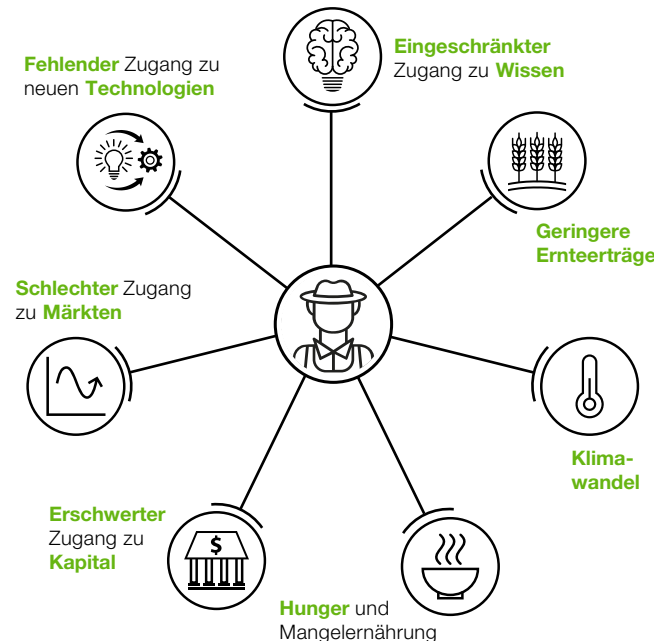 Eingeschränkter
Zugang zu Wissen
Fehlender Zugang zu
neuen Technologien
Geringere
Ernteerträge
Schlechter Zugang
zu Märkten
Klima-
wandel
Erschwerter
Zugang zu
Kapital
$
Hunger und
Mangelernährung